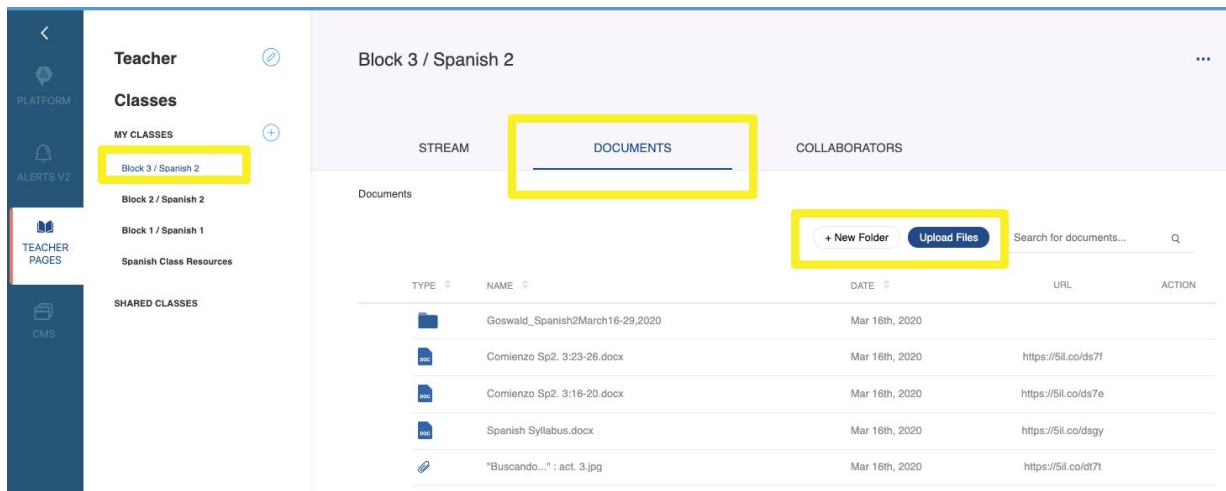 PLATFORM
ALERTS V2
TEACHER
PAGES
CMS
Teacher
Classes
MY CLASSES
Block 3 / Spanish 2
Block 2 / Spanish 2
Block 1 / Spanish 1
Spanish Class Resources
SHARED CLASSES
Block 3 / Spanish 2
STREAM DOCUMENTS COLLABORATORS
Documents
+ New Folder Upload Files Search for documents...
TYPE NAME DATE URL ACTION
Goswald_Spanish2March16-29,2020 Mar 16th, 2020
DOC Comienzo Sp2. 3:23-26.docx Mar 16th, 2020 https://5il.co/ds7f
DOC Comienzo Sp2. 3:16-20.docx Mar 16th, 2020 https://5il.co/ds7e
DOC Spanish Syllabus.docx Mar 16th, 2020 https://5il.co/dsgy
"Buscando..." : act. 3.jpg Mar 16th, 2020 https://5il.co/dt7t